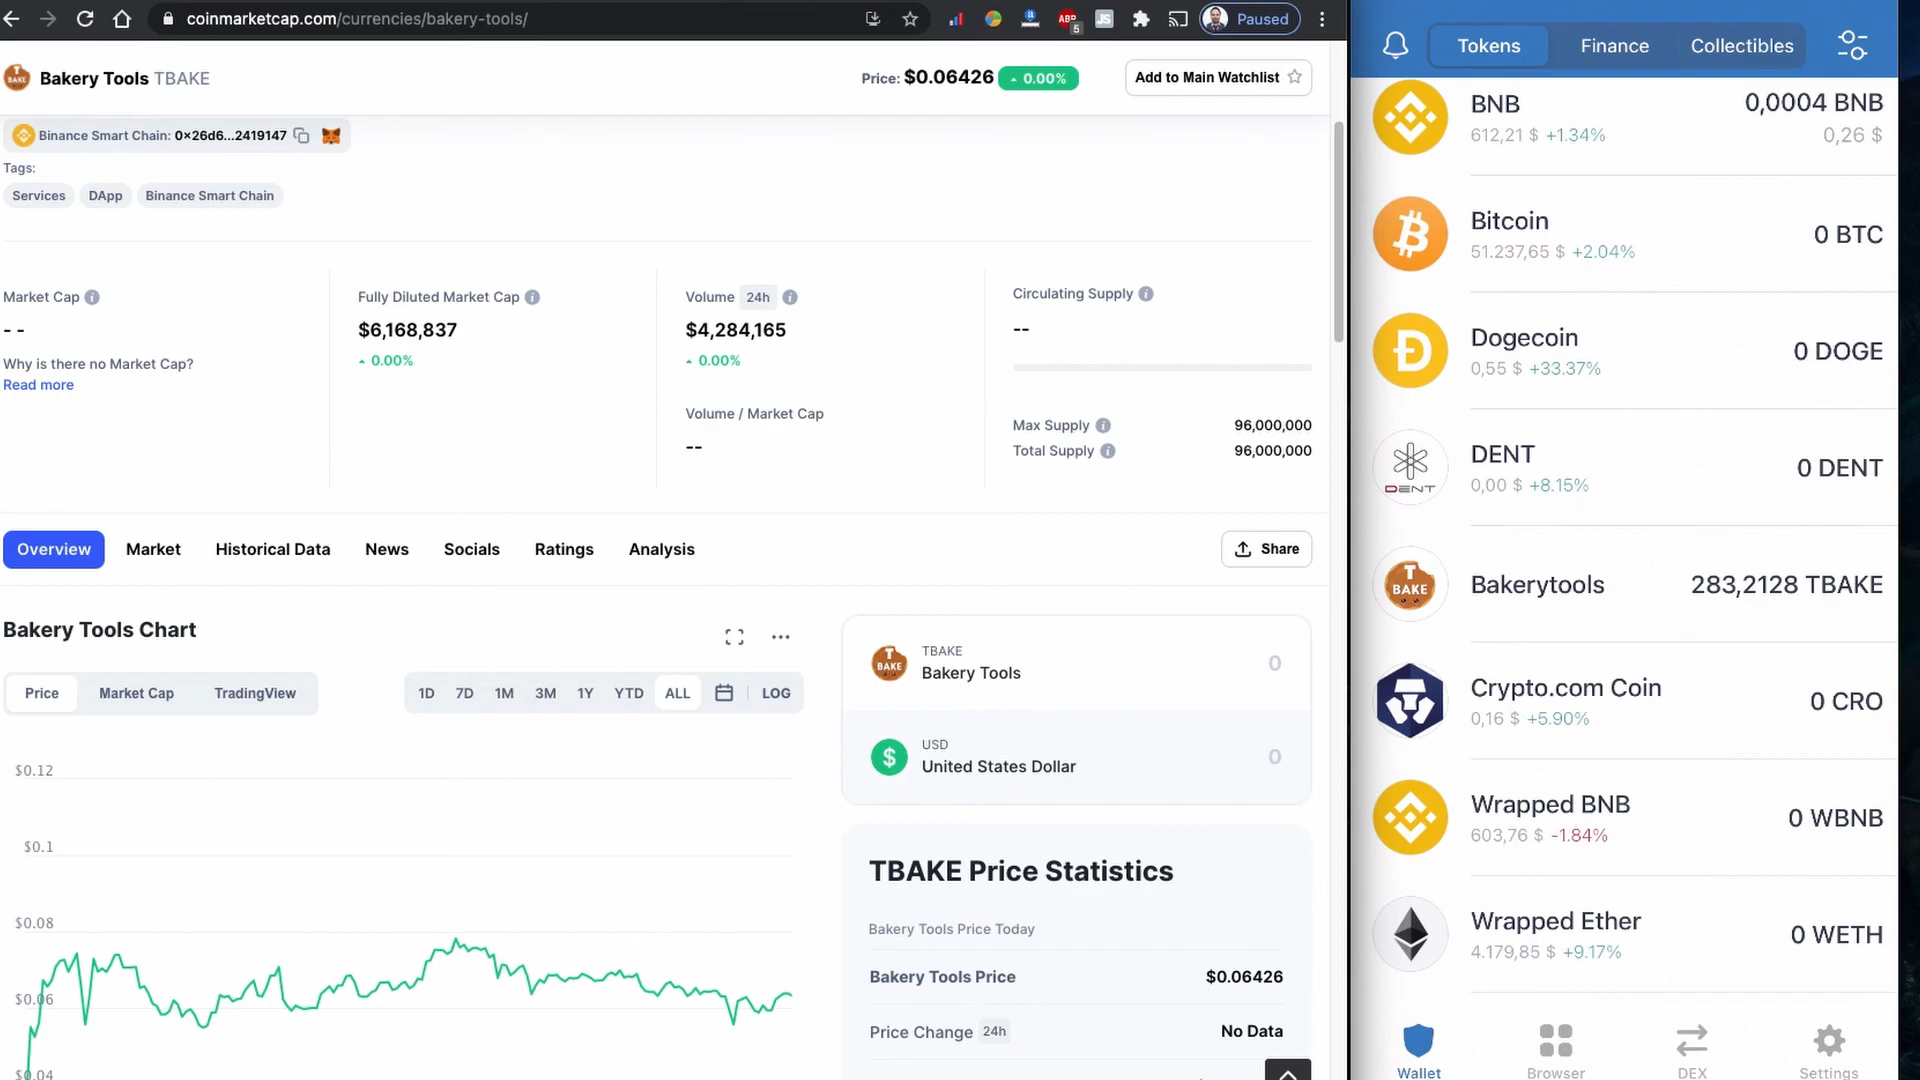 coinmarketcap.com/currencies/bakery-tools/
ABP
5
JS
Paused
BAKE
Bakery Tools TBAKE
Price: $0.06426
0.00%
Add to Main Watchlist
Binance Smart Chain: 0×26d6...2419147
Tags:
Services
DApp
Binance Smart Chain
Market Cap
- -
Why is there no Market Cap?
Read more
Fully Diluted Market Cap
$6,168,837
0.00%
Volume 24h
$4,284,165
0.00%
Volume / Market Cap
--
Circulating Supply
--
Max Supply 96,000,000
Total Supply 96,000,000
Overview
Market
Historical Data
News
Socials
Ratings
Analysis
Share
Bakery Tools Chart
Price
Market Cap
TradingView
1D
7D
1M
3M
1Y
YTD
ALL
LOG
$0.12
$0.1
$0.08
$0.06
$0.04
T
BAKE
TBAKE
Bakery Tools
0
$
USD
United States Dollar
0
TBAKE Price Statistics
Bakery Tools Price Today
Bakery Tools Price $0.06426
Price Change 24h No Data
Tokens
Finance
Collectibles
BNB 0,0004 BNB
612,21 $ +1.34% 0,26 $
Bitcoin
51.237,65 $ +2.04%
0 BTC
Dogecoin
0,55 $ +33.37%
0 DOGE
DENT
DENT
0,00 $ +8.15%
0 DENT
T
BAKE
Bakerytools 283,2128 TBAKE
Crypto.com Coin
0,16 $ +5.90%
0 CRO
Wrapped BNB
603,76 $ -1.84%
0 WBNB
Wrapped Ether
4.179,85 $ +9.17%
0 WETH
Wallet
Browser
DEX
Settings